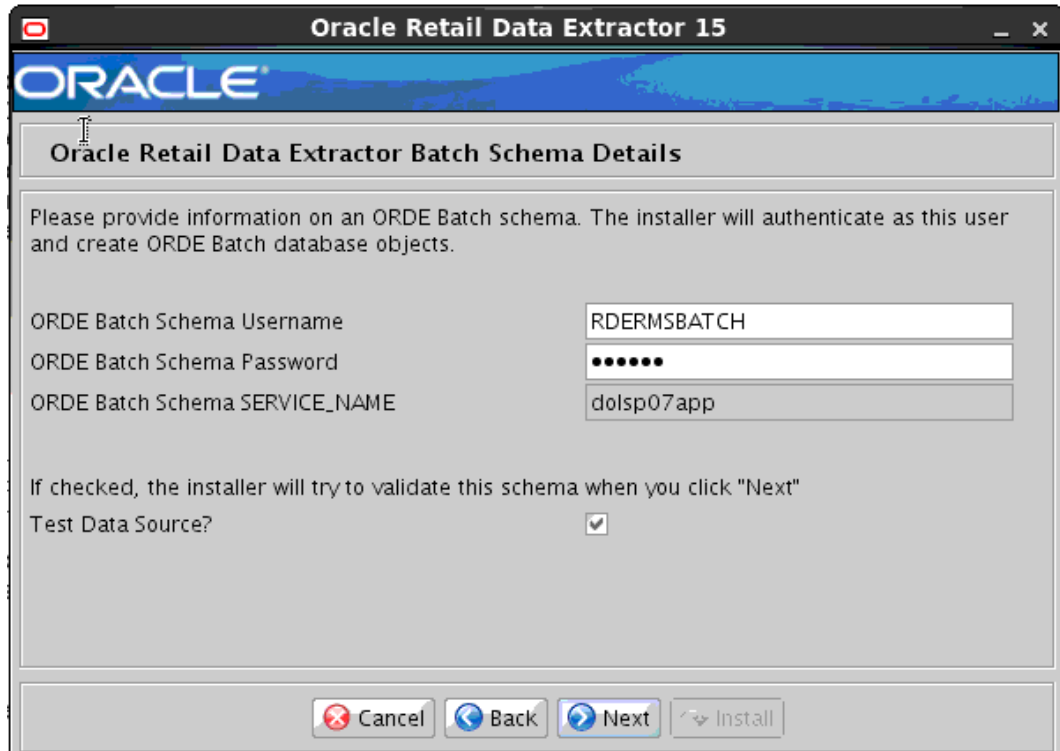 Oracle Retail Data Extractor 15
ORACLE
Oracle Retail Data Extractor Batch Schema Details
Please provide information on an ORDE Batch schema. The installer will authenticate as this user
and create ORDE Batch database objects.
ORDE Batch Schema Username RDERMSBATCH
ORDE Batch Schema Password ••••••
ORDE Batch Schema SERVICE_NAME dolsp07app
If checked, the installer will try to validate this schema when you click "Next"
Test Data Source?
Cancel Back Next Install